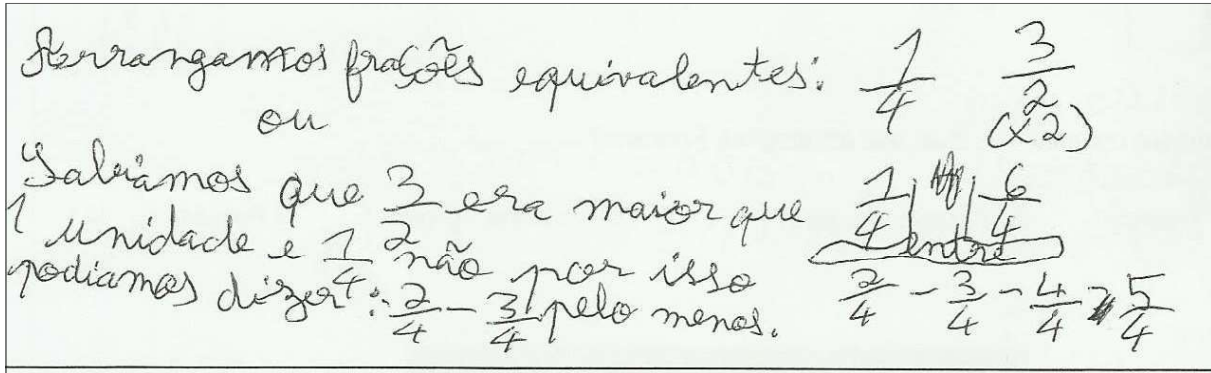 Arranjamos frações equivalentes: 1/4 3/2 (x2)
ou
Sabíamos que 3/2 era maior que
1 unidade e 1/4 não por isso
podíamos dizer: 2/4 - 3/4 pelo menos.
1/4 6/4
entre
2/4 - 3/4 - 4/4 - 5/4